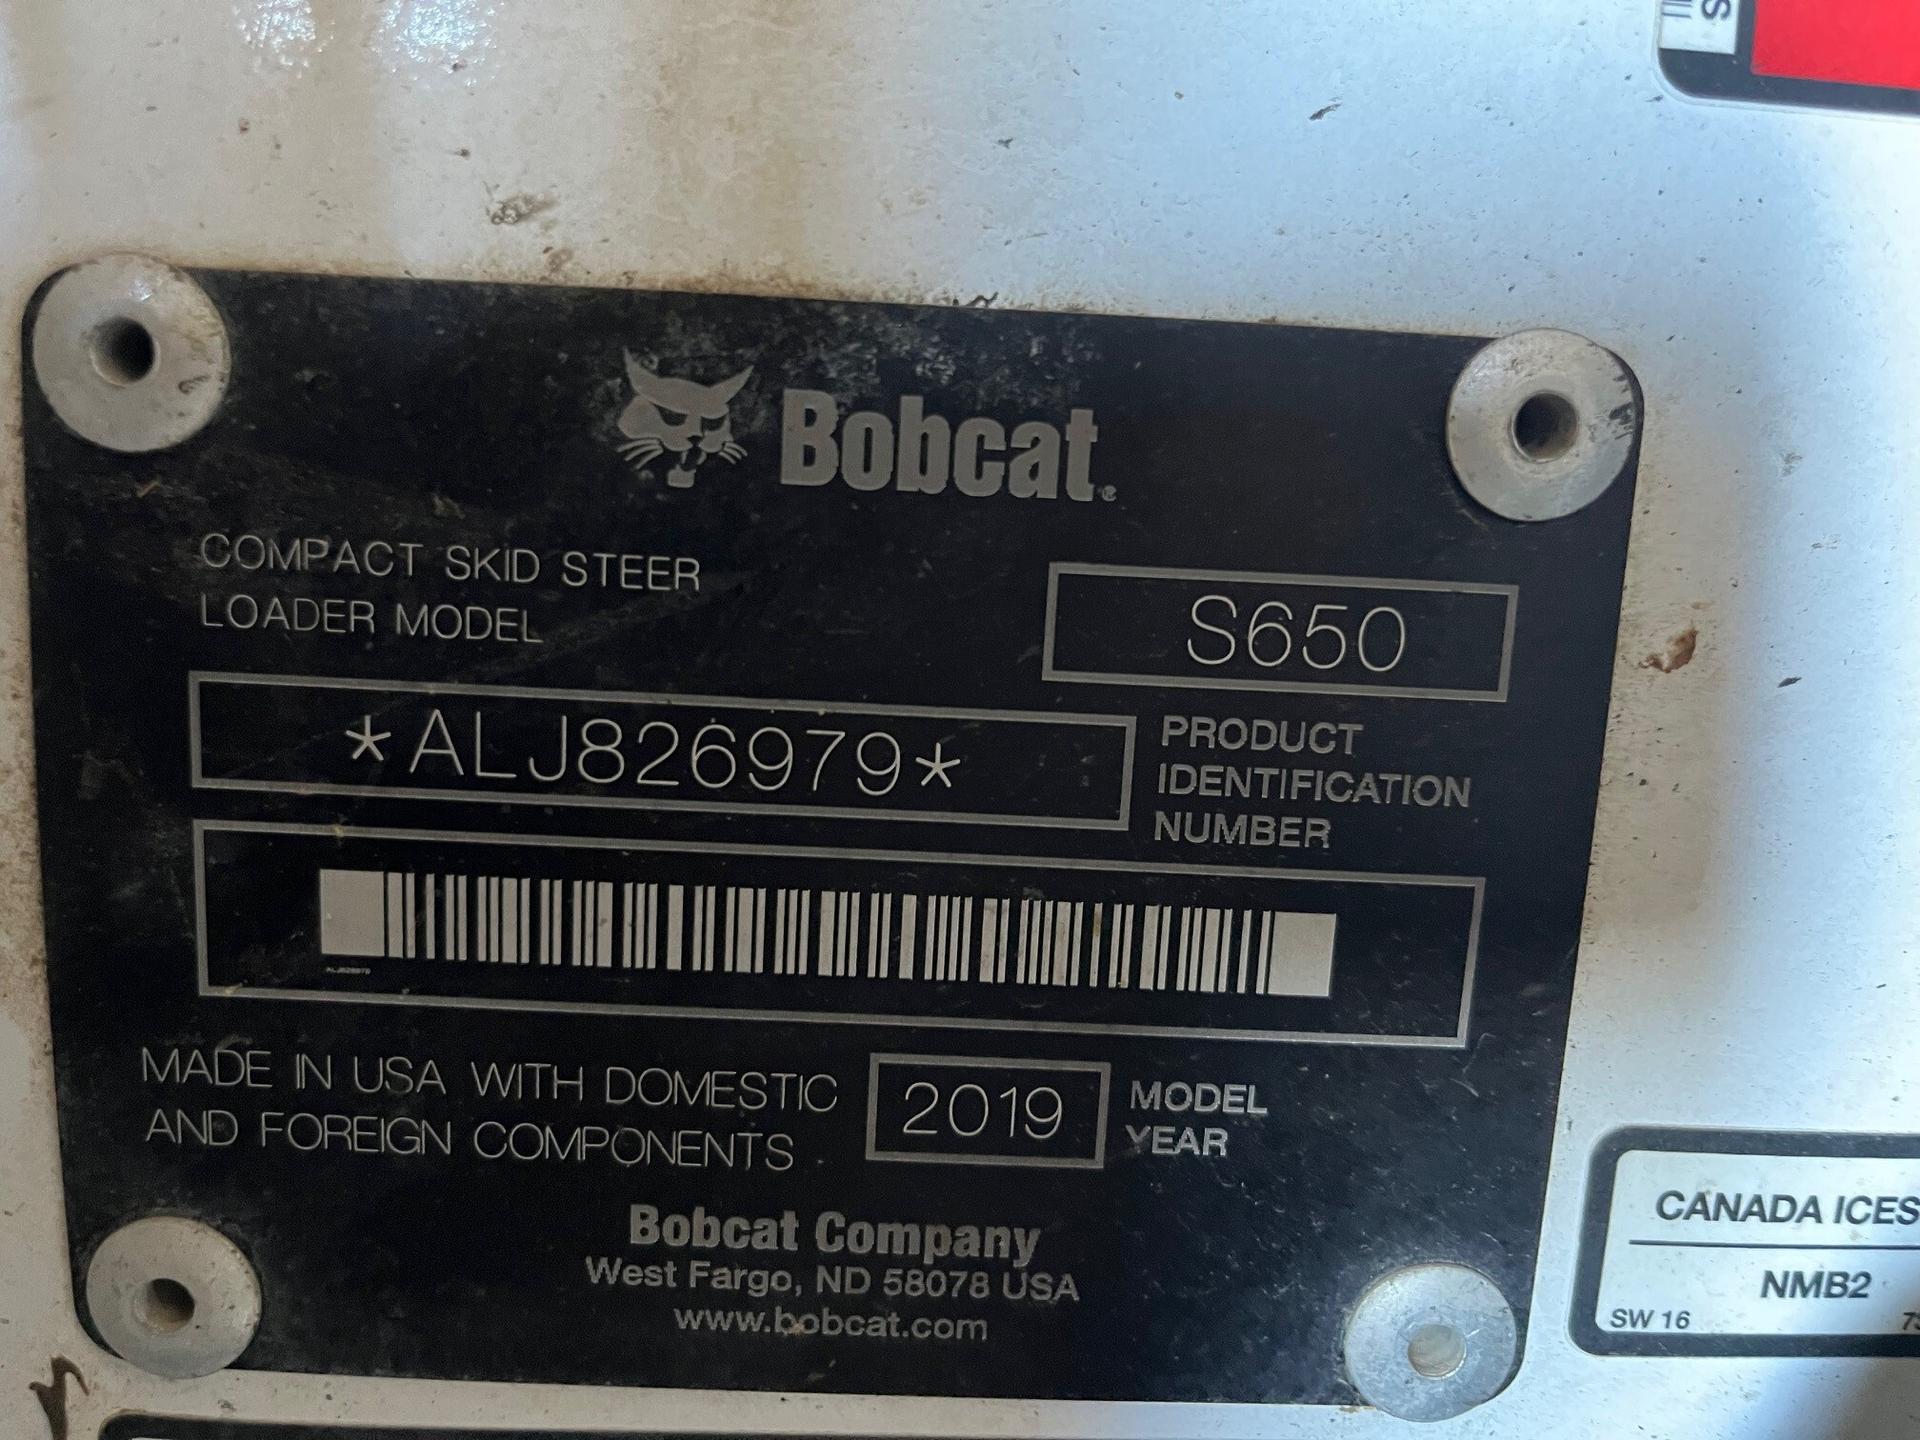 Bobcat®
COMPACT SKID STEER
LOADER MODEL
S650
*ALJ826979*
PRODUCT
IDENTIFICATION
NUMBER
ALJ826979
MADE IN USA WITH DOMESTIC
AND FOREIGN COMPONENTS
2019
MODEL
YEAR
Bobcat Company
West Fargo, ND 58078 USA
www.bobcat.com
CANADA ICES
NMB2
SW 16